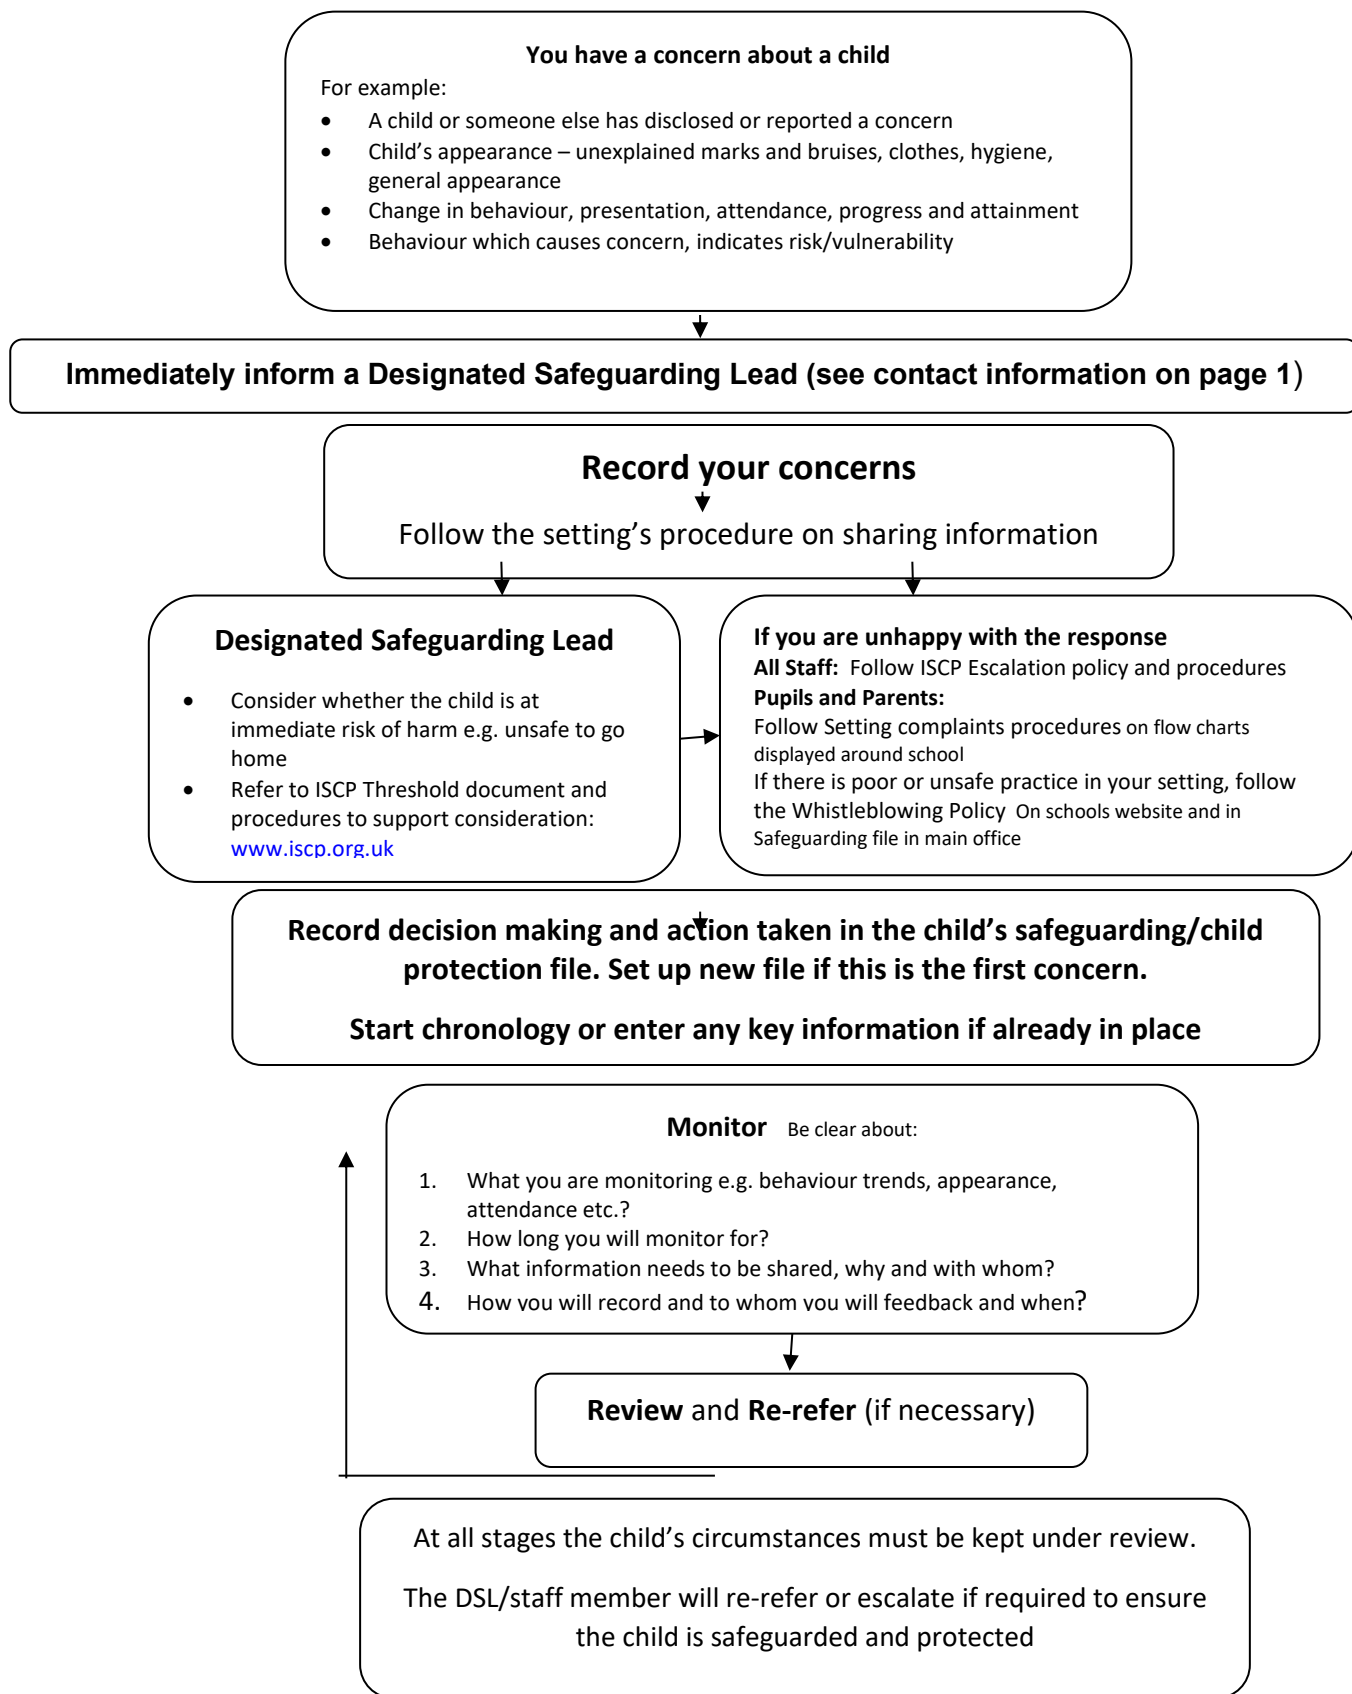 You have a concern about a child
For example:
• A child or someone else has disclosed or reported a concern
• Child’s appearance – unexplained marks and bruises, clothes, hygiene,
general appearance
• Change in behaviour, presentation, attendance, progress and attainment
• Behaviour which causes concern, indicates risk/vulnerability
Immediately inform a Designated Safeguarding Lead (see contact information on page 1)
Record your concerns
Follow the setting’s procedure on sharing information
Designated Safeguarding Lead
• Consider whether the child is at
immediate risk of harm e.g. unsafe to go
home
• Refer to ISCP Threshold document and
procedures to support consideration:
www.iscp.org.uk
If you are unhappy with the response
All Staff: Follow ISCP Escalation policy and procedures
Pupils and Parents:
Follow Setting complaints procedures on flow charts
displayed around school
If there is poor or unsafe practice in your setting, follow
the Whistleblowing Policy On schools website and in
Safeguarding file in main office
Record decision making and action taken in the child’s safeguarding/child
protection file. Set up new file if this is the first concern.
Start chronology or enter any key information if already in place
Monitor Be clear about:
1. What you are monitoring e.g. behaviour trends, appearance,
attendance etc.?
2. How long you will monitor for?
3. What information needs to be shared, why and with whom?
4. How you will record and to whom you will feedback and when?
Review and Re-refer (if necessary)
At all stages the child’s circumstances must be kept under review.
The DSL/staff member will re-refer or escalate if required to ensure
the child is safeguarded and protected